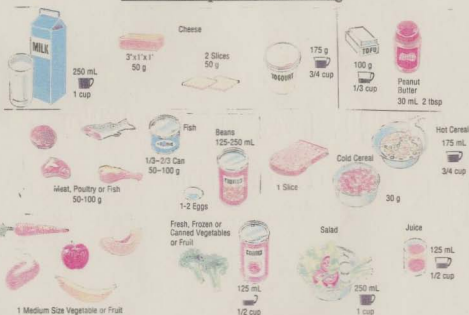 MILK
250 mL
1 cup
Cheese
3"x1"x1"
50 g
2 Slices
50 g
YOGOURT
175 g
3/4 cup
TOFU
100 g
1/3 cup
Peanut
Butter
30 mL 2 tbsp
Meat, Poultry or Fish
50-100 g
Fish
1/3-2/3 Can
50-100 g
Beans
125-250 mL
1-2 Eggs
1 Slice
Cold Cereal
30 g
Hot Cereal
175 mL
3/4 cup
1 Medium Size Vegetable or Fruit
Fresh, Frozen or
Canned Vegetables
or Fruit
125 mL
1/2 cup
Salad
250 mL
1 cup
Juice
125 mL
1/2 cup